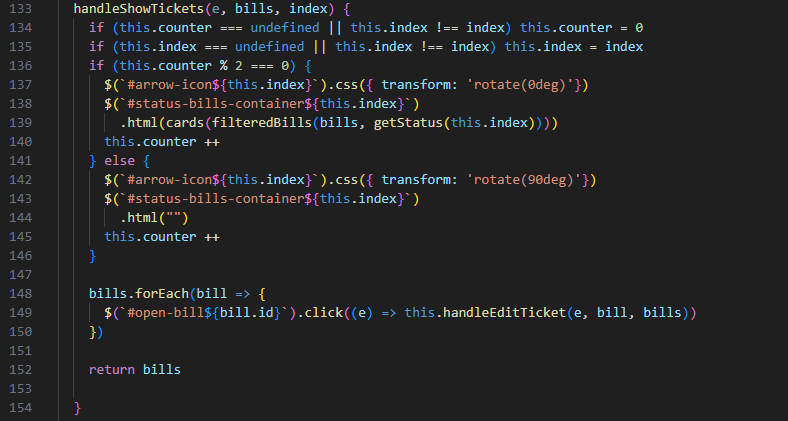 133 handleShowTickets(e, bills, index) {
134 if (this.counter === undefined || this.index !== index) this.counter = 0
135 if (this.index === undefined || this.index !== index) this.index = index
136 if (this.counter % 2 === 0) {
137 $(`#arrow-icon${this.index}`).css({ transform: 'rotate(0deg)'})
138 $(`#status-bills-container${this.index}`)
139 .html(cards(filteredBills(bills, getStatus(this.index))))
140 this.counter ++
141 } else {
142 $(`#arrow-icon${this.index}`).css({ transform: 'rotate(90deg)'})
143 $(`#status-bills-container${this.index}`)
144 .html("")
145 this.counter ++
146 }
147
148 bills.forEach(bill => {
149 $(`#open-bill${bill.id}`).click((e) => this.handleEditTicket(e, bill, bills))
150 })
151
152 return bills
153
154 }